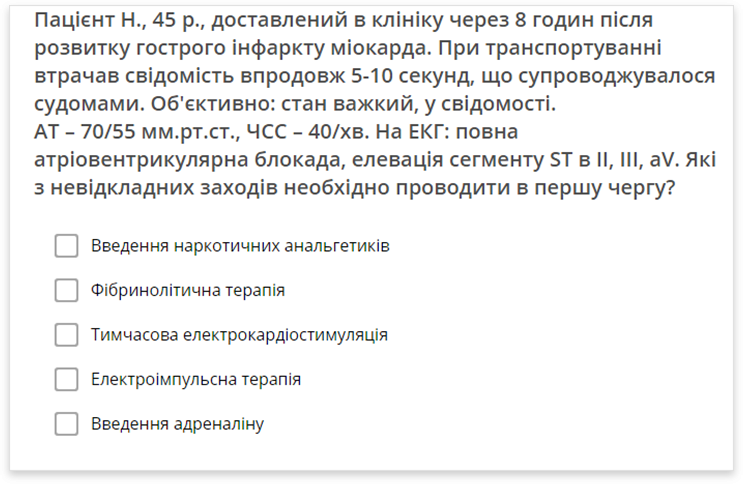 Пацієнт Н., 45 р., доставлений в клініку через 8 годин після
розвитку гострого інфаркту міокарда. При транспортуванні
втрачав свідомість впродовж 5-10 секунд, що супроводжувалося
судомами. Об'єктивно: стан важкий, у свідомості.
АТ – 70/55 мм.рт.ст., ЧСС – 40/хв. На ЕКГ: повна
атріовентрикулярна блокада, елевація сегменту ST в II, III, aV. Які
з невідкладних заходів необхідно проводити в першу чергу?
Введення наркотичних анальгетиків
Фібринолітична терапія
Тимчасова електрокардіостимуляція
Електроімпульсна терапія
Введення адреналіну